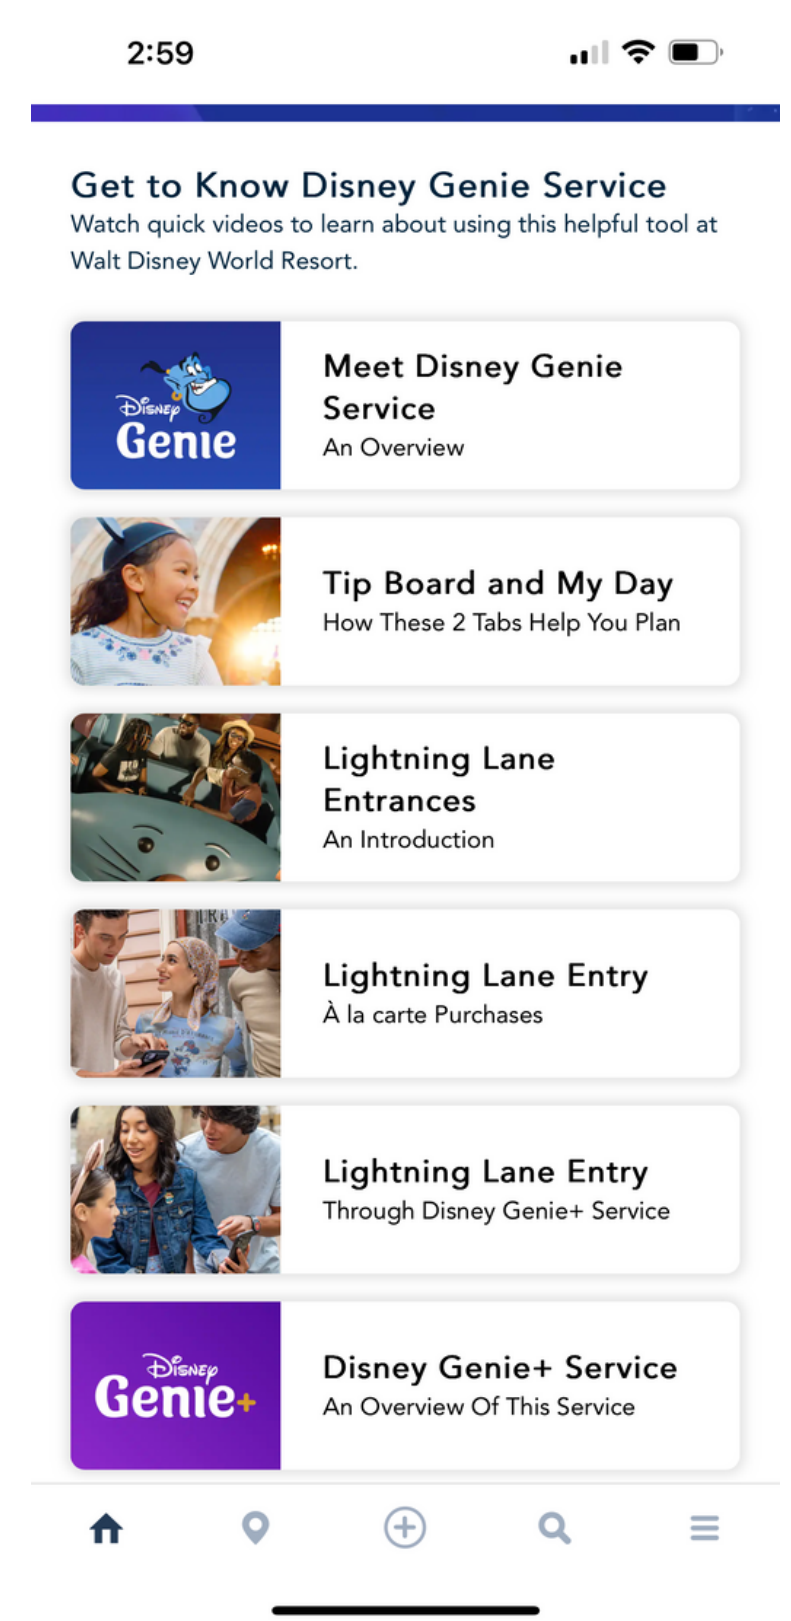 2:59
Get to Know Disney Genie Service
Watch quick videos to learn about using this helpful tool at
Walt Disney World Resort.
Disney
Genie
Meet Disney Genie
Service
An Overview
Tip Board and My Day
How These 2 Tabs Help You Plan
Lightning Lane
Entrances
An Introduction
Lightning Lane Entry
À la carte Purchases
Lightning Lane Entry
Through Disney Genie+ Service
Disney
Genie+
Disney Genie+ Service
An Overview Of This Service